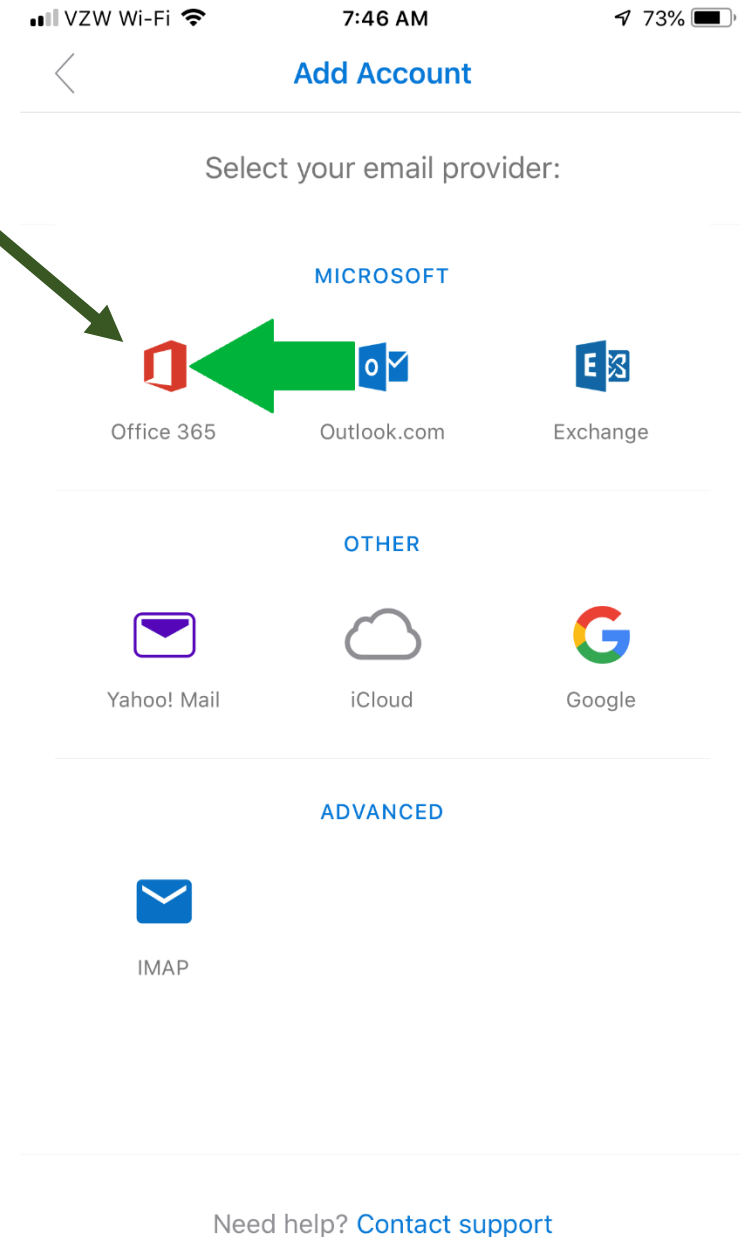 VZW Wi-Fi 7:46 AM 73%
Add Account
Select your email provider:
MICROSOFT
Office 365 Outlook.com Exchange
OTHER
Yahoo! Mail iCloud Google
ADVANCED
IMAP
Need help? Contact support